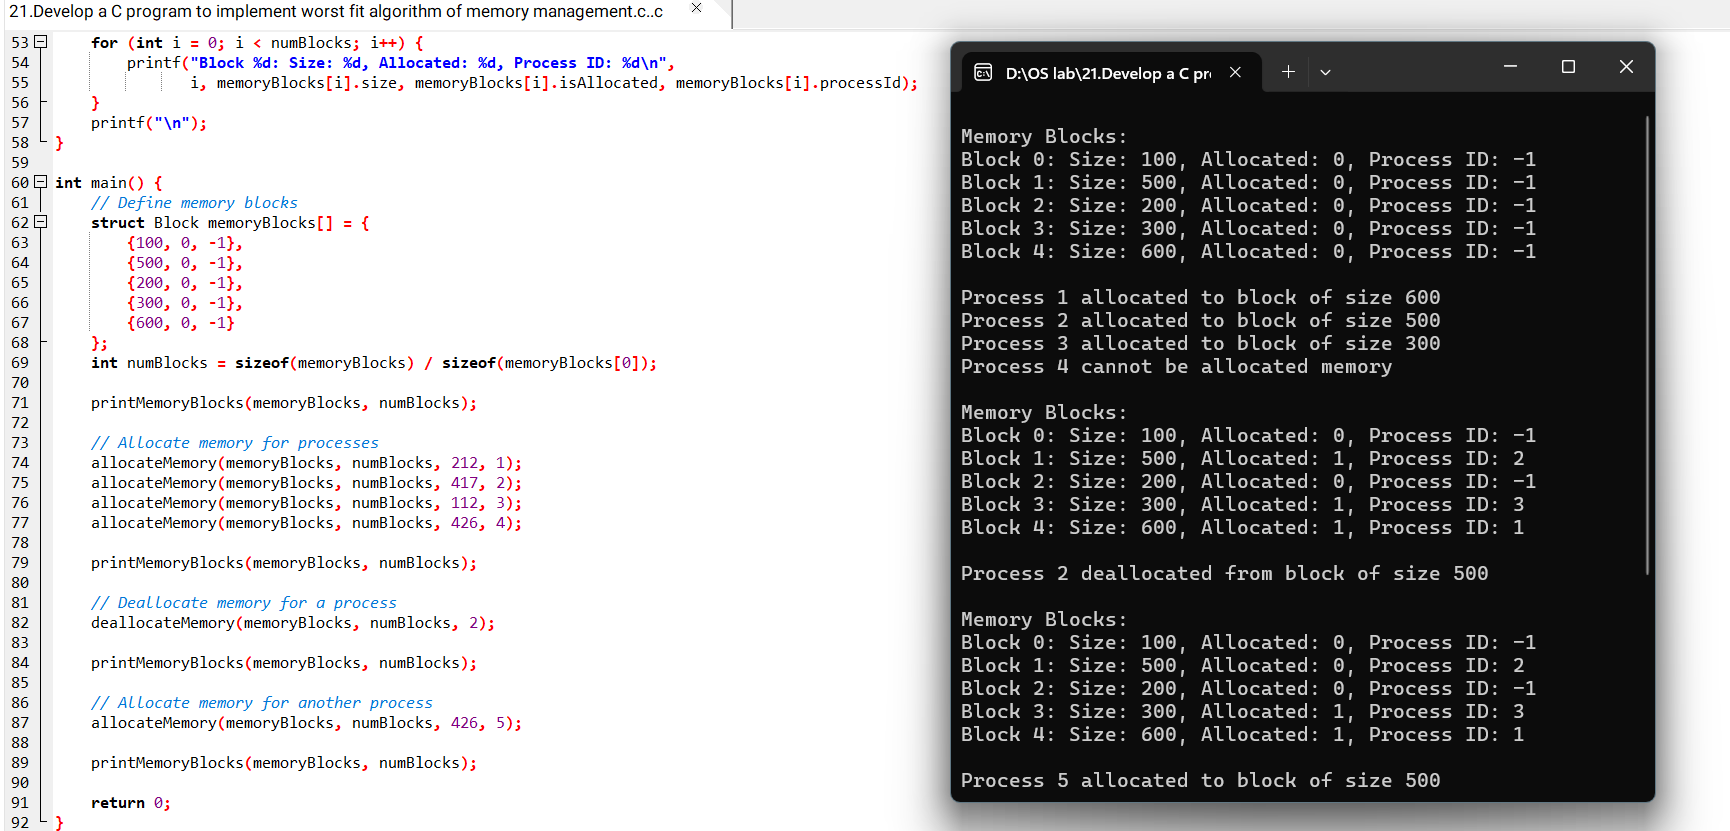 21.Develop a C program to implement worst fit algorithm of memory management.c..c
53 for (int i = 0; i < numBlocks; i++) {
54 printf("Block %d: Size: %d, Allocated: %d, Process ID: %d\n",
55 i, memoryBlocks[i].size, memoryBlocks[i].isAllocated, memoryBlocks[i].processId);
56 }
57 printf("\n");
58 }
59
60 int main() {
61 // Define memory blocks
62 struct Block memoryBlocks[] = {
63 {100, 0, -1},
64 {500, 0, -1},
65 {200, 0, -1},
66 {300, 0, -1},
67 {600, 0, -1}
68 };
69 int numBlocks = sizeof(memoryBlocks) / sizeof(memoryBlocks[0]);
70
71 printMemoryBlocks(memoryBlocks, numBlocks);
72
73 // Allocate memory for processes
74 allocateMemory(memoryBlocks, numBlocks, 212, 1);
75 allocateMemory(memoryBlocks, numBlocks, 417, 2);
76 allocateMemory(memoryBlocks, numBlocks, 112, 3);
77 allocateMemory(memoryBlocks, numBlocks, 426, 4);
78
79 printMemoryBlocks(memoryBlocks, numBlocks);
80
81 // Deallocate memory for a process
82 deallocateMemory(memoryBlocks, numBlocks, 2);
83
84 printMemoryBlocks(memoryBlocks, numBlocks);
85
86 // Allocate memory for another process
87 allocateMemory(memoryBlocks, numBlocks, 426, 5);
88
89 printMemoryBlocks(memoryBlocks, numBlocks);
90
91 return 0;
92 }
D:\OS lab\21.Develop a C pr
Memory Blocks:
Block 0: Size: 100, Allocated: 0, Process ID: -1
Block 1: Size: 500, Allocated: 0, Process ID: -1
Block 2: Size: 200, Allocated: 0, Process ID: -1
Block 3: Size: 300, Allocated: 0, Process ID: -1
Block 4: Size: 600, Allocated: 0, Process ID: -1
Process 1 allocated to block of size 600
Process 2 allocated to block of size 500
Process 3 allocated to block of size 300
Process 4 cannot be allocated memory
Memory Blocks:
Block 0: Size: 100, Allocated: 0, Process ID: -1
Block 1: Size: 500, Allocated: 1, Process ID: 2
Block 2: Size: 200, Allocated: 0, Process ID: -1
Block 3: Size: 300, Allocated: 1, Process ID: 3
Block 4: Size: 600, Allocated: 1, Process ID: 1
Process 2 deallocated from block of size 500
Memory Blocks:
Block 0: Size: 100, Allocated: 0, Process ID: -1
Block 1: Size: 500, Allocated: 0, Process ID: 2
Block 2: Size: 200, Allocated: 0, Process ID: -1
Block 3: Size: 300, Allocated: 1, Process ID: 3
Block 4: Size: 600, Allocated: 1, Process ID: 1
Process 5 allocated to block of size 500